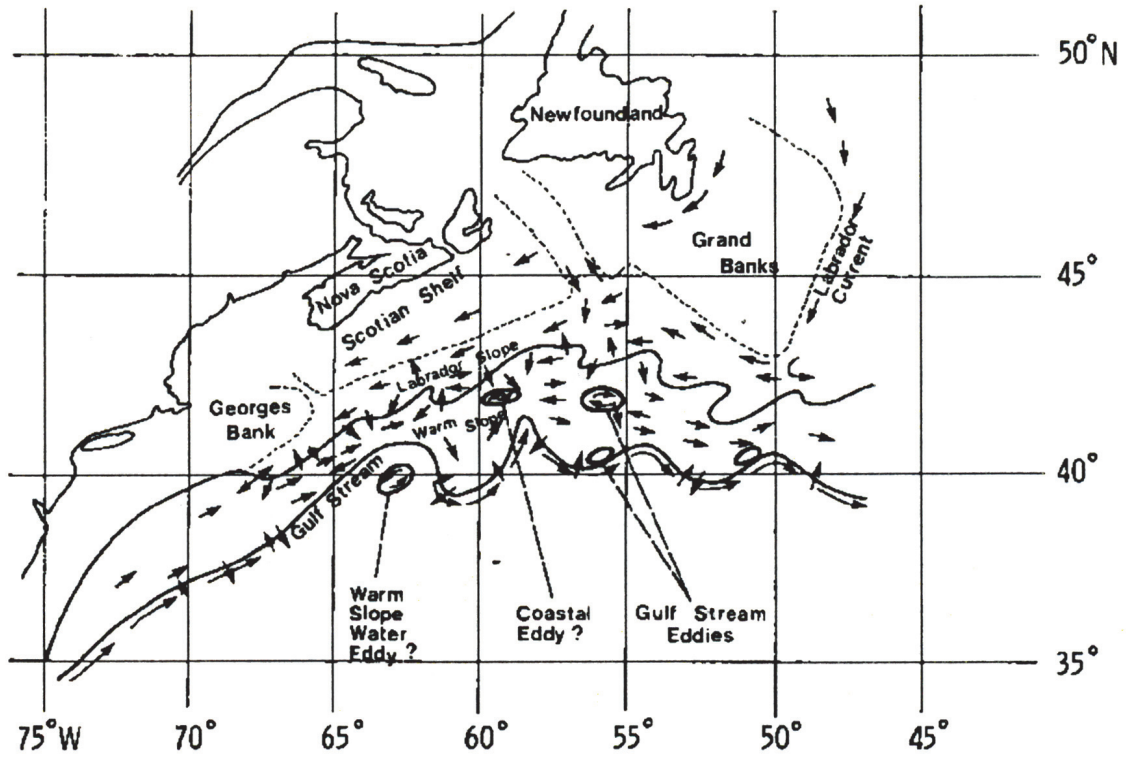 50°N
Newfoundland
Grand
Banks
Labrador
Current
45°
Nova Scotia
Scotian Shelf
Labrador Slope
Georges
Bank
Warm Slope
40°
Gulf Stream
Warm
Slope
Water
Eddy ?
Coastal
Eddy ?
Gulf Stream
Eddies
35°
75°W
70°
65°
60°
55°
50°
45°